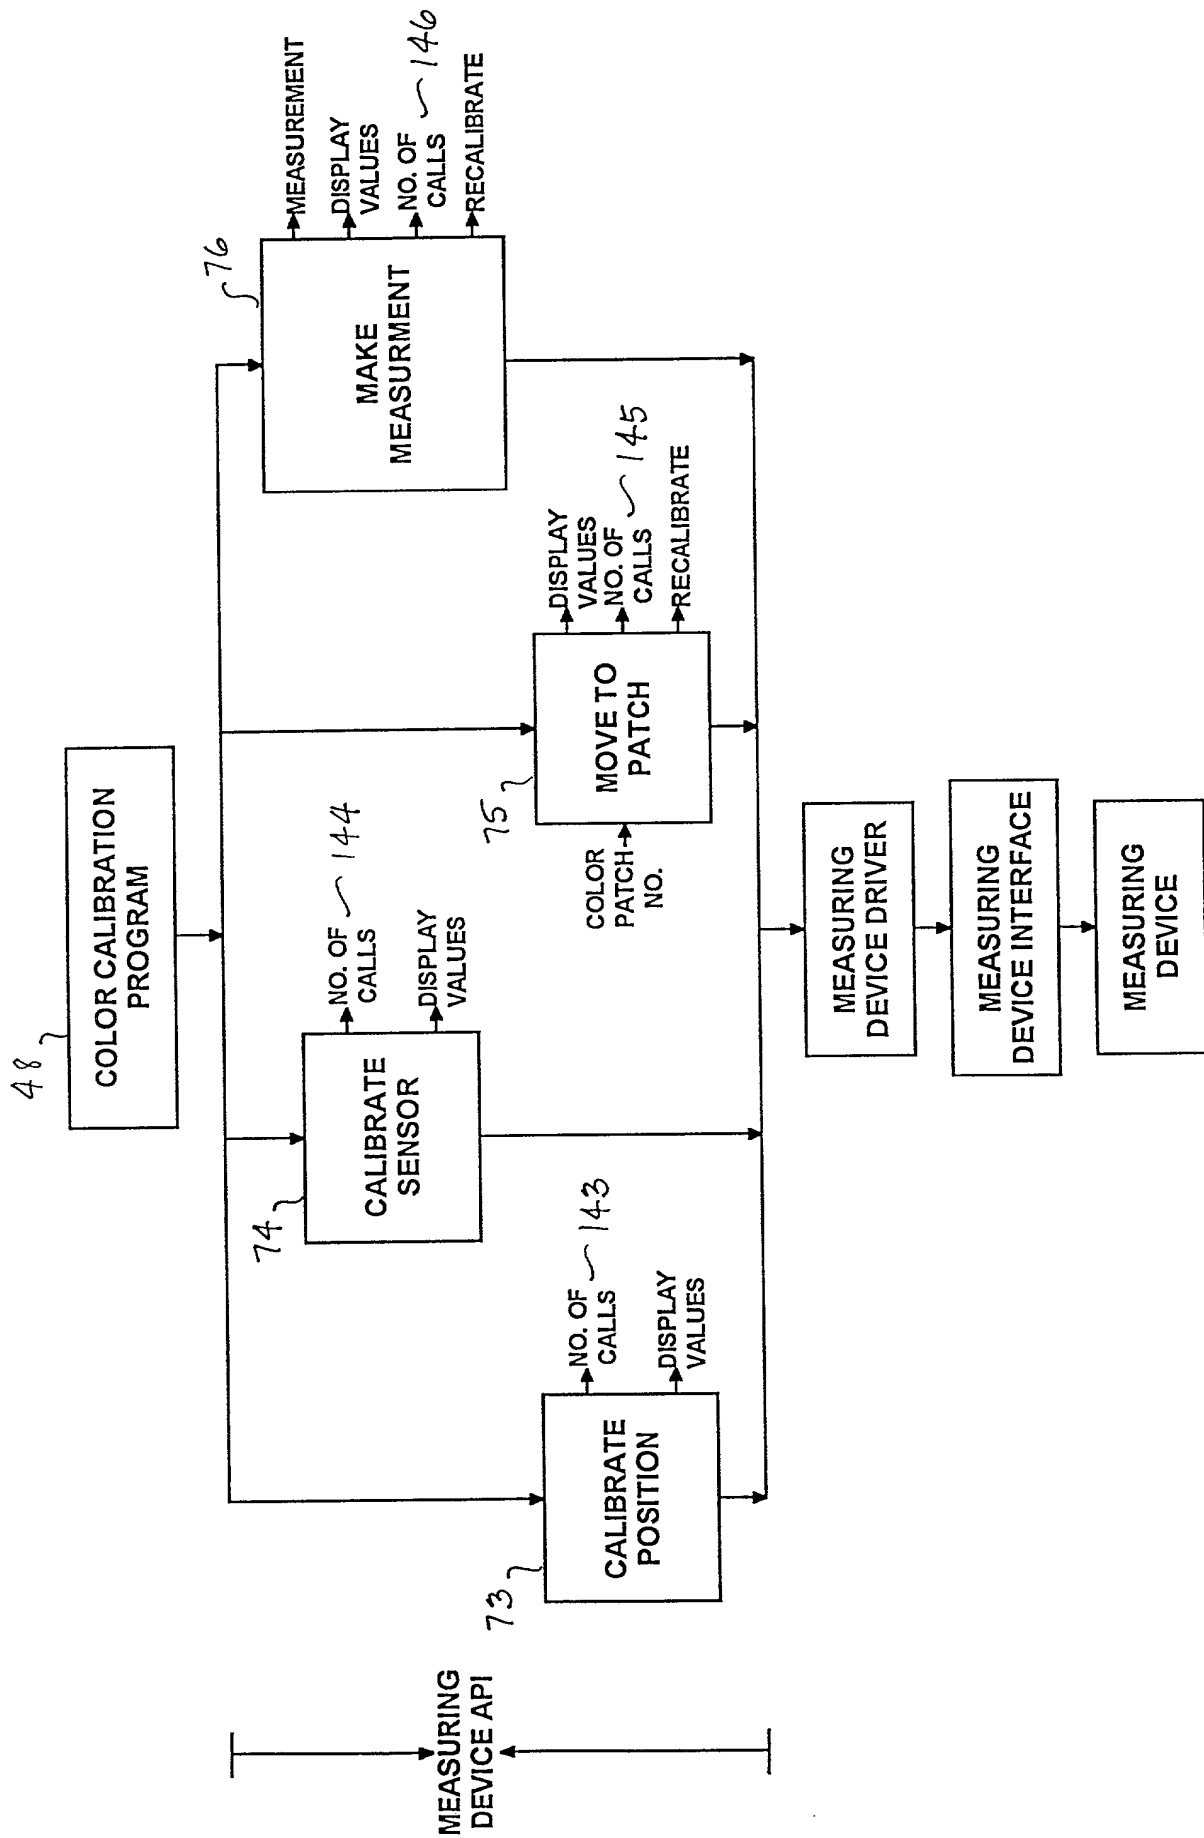 48
COLOR CALIBRATION
PROGRAM
MEASURING
DEVICE API
73
CALIBRATE
POSITION
NO. OF
CALLS
143
DISPLAY
VALUES
74
CALIBRATE
SENSOR
NO. OF
CALLS
144
DISPLAY
VALUES
75
COLOR
PATCH
NO.
MOVE TO
PATCH
DISPLAY
VALUES
NO. OF
CALLS
145
RECALIBRATE
76
MAKE
MEASURMENT
MEASUREMENT
DISPLAY
VALUES
NO. OF
CALLS
146
RECALIBRATE
MEASURING
DEVICE DRIVER
MEASURING
DEVICE INTERFACE
MEASURING
DEVICE